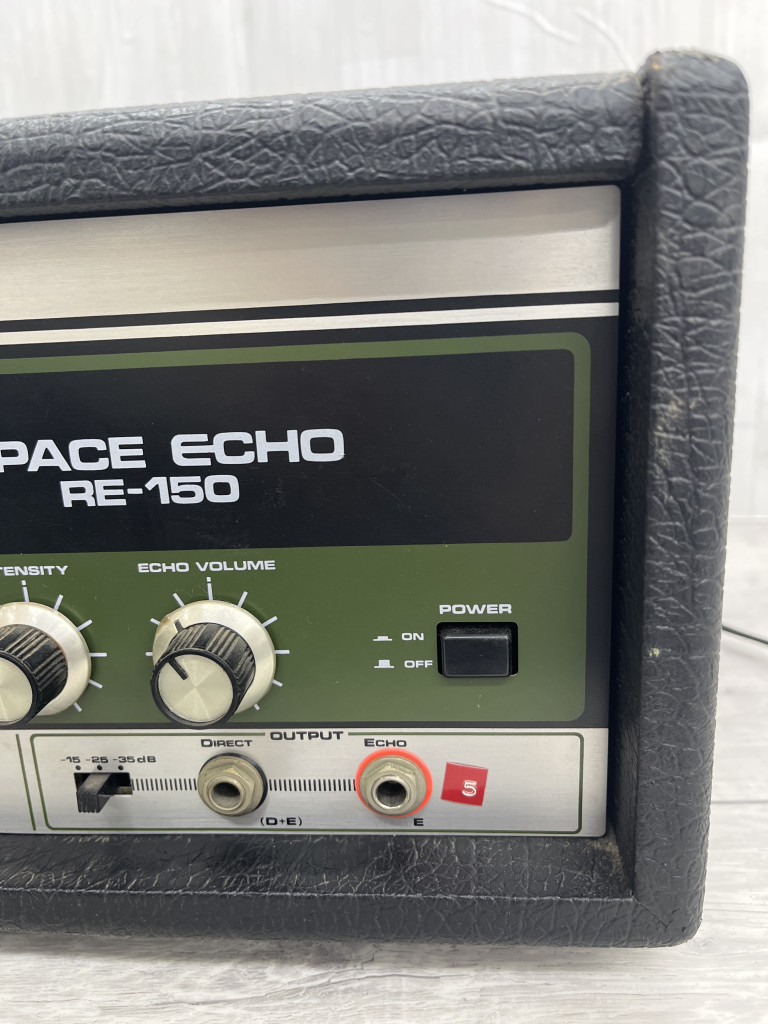 PACE ECHO
RE-150
TENSITY
ECHO VOLUME
POWER
ON
OFF
OUTPUT
DIRECT
ECHO
-15 -25 -35dB
5
(D+E)
E